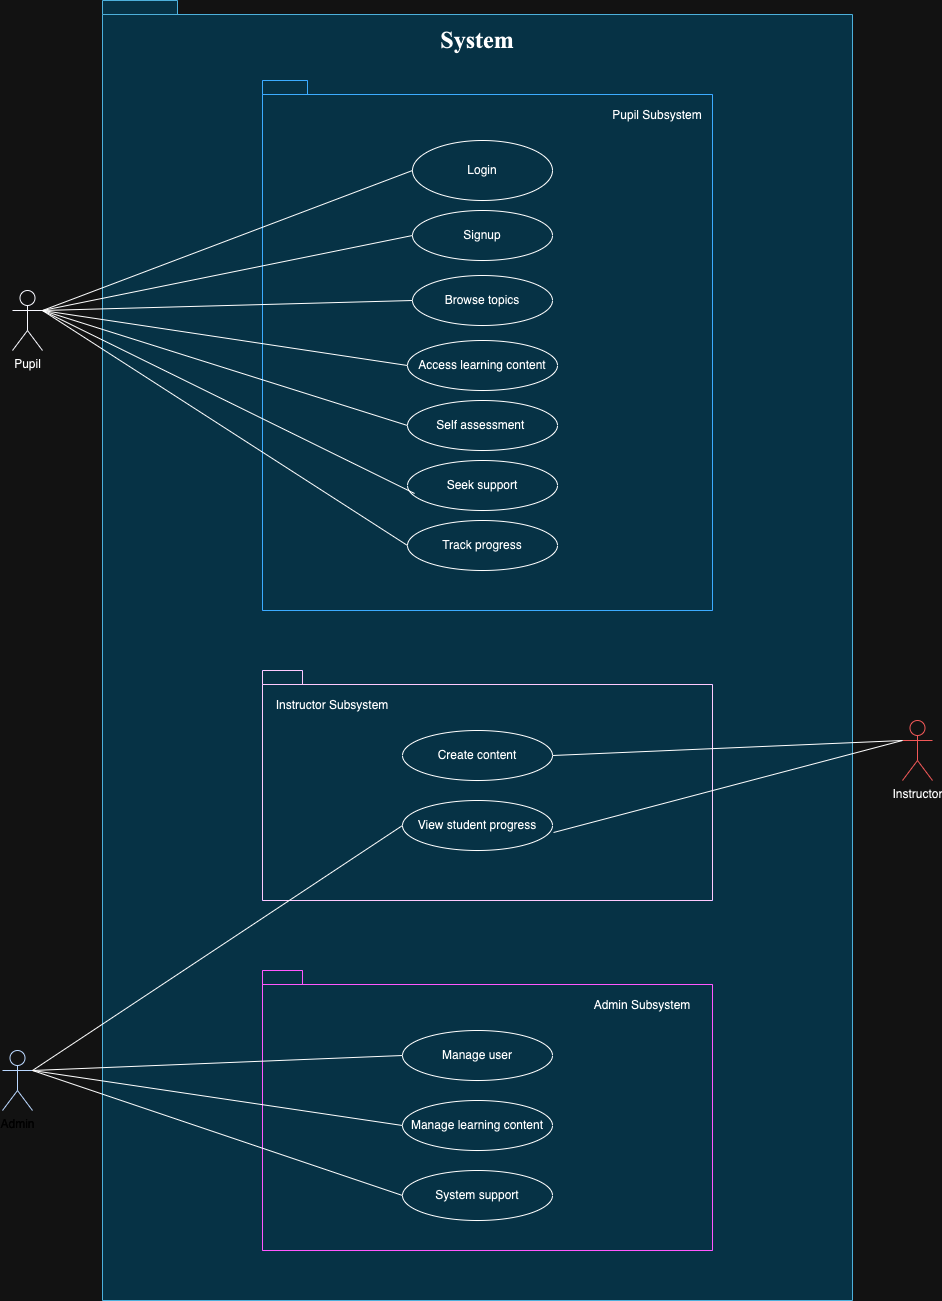 System
Pupil Subsystem
Login
Signup
Browse topics
Pupil
Access learning content
Self assessment
Seek support
Track progress
Instructor Subsystem
Create content
Instructor
View student progress
Admin Subsystem
Manage user
Admin
Manage learning content
System support